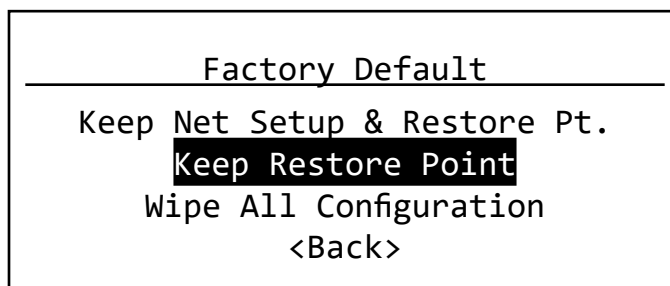 Factory Default
Keep Net Setup & Restore Pt.
Keep Restore Point
Wipe All Configuration
<Back>